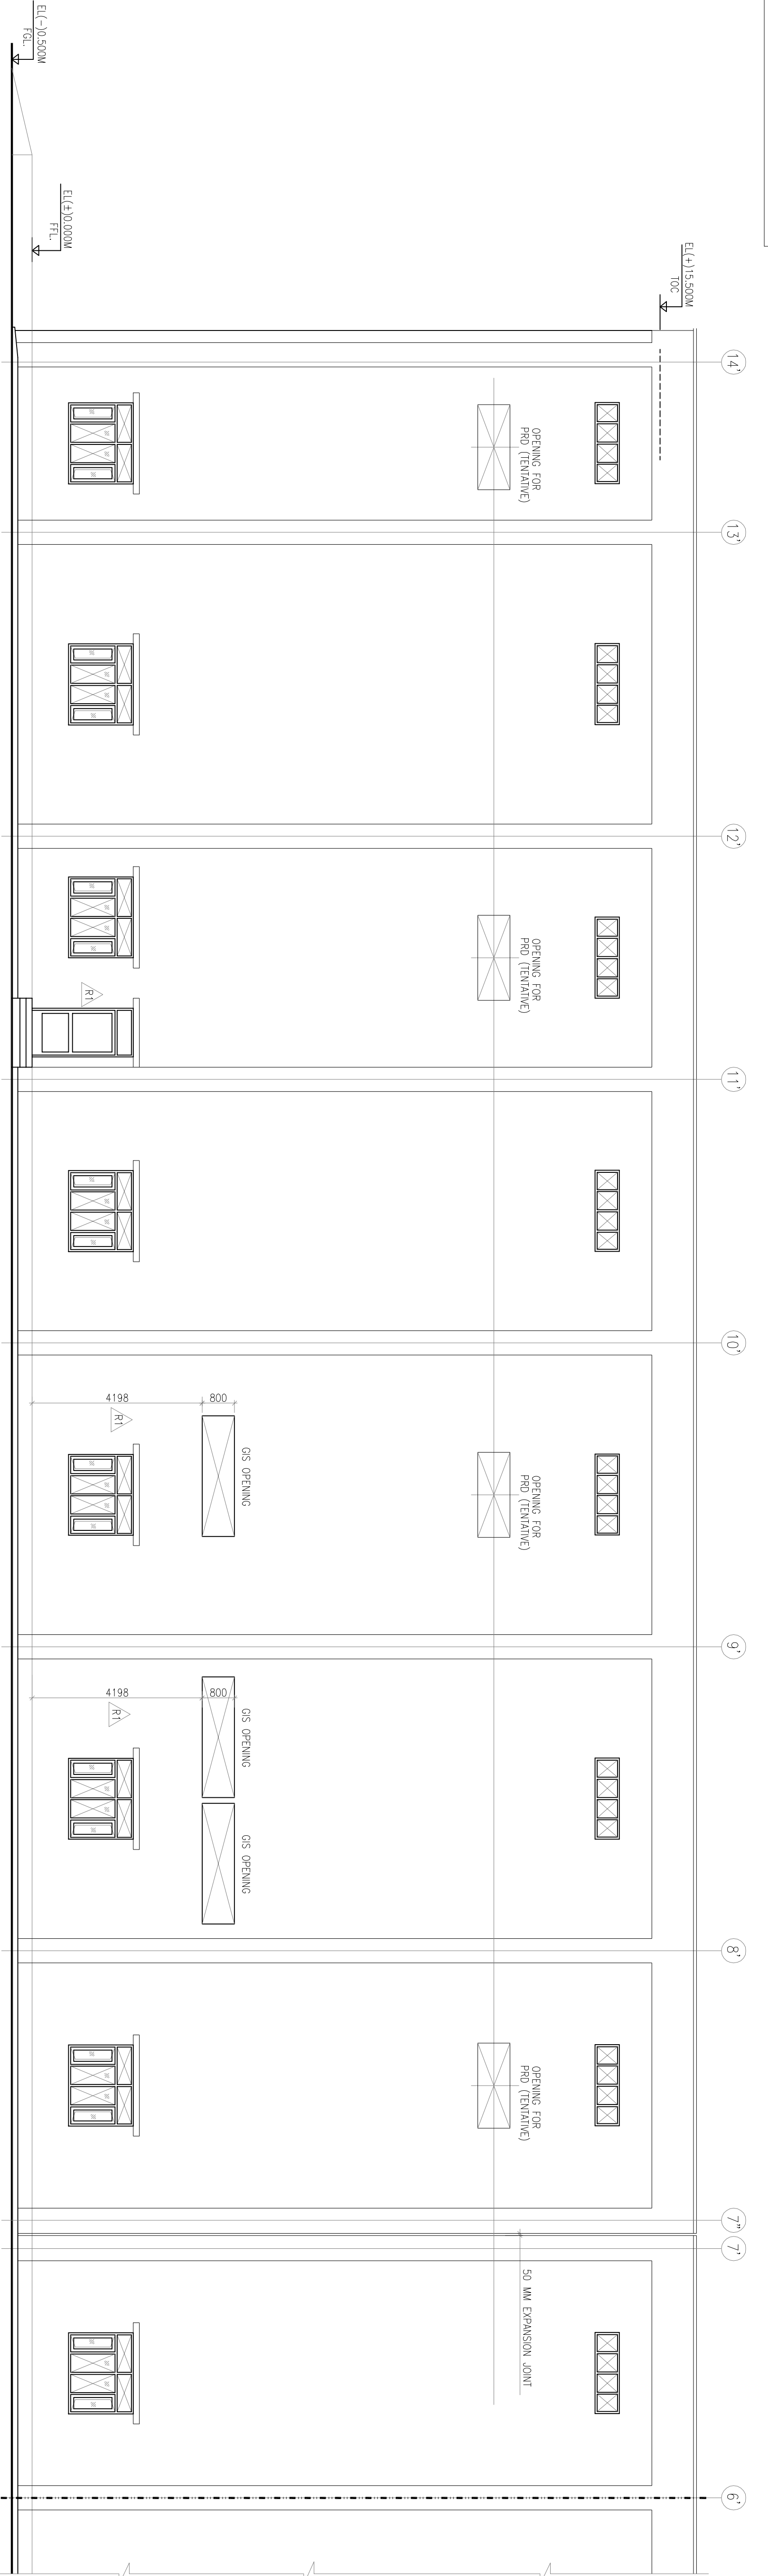 EL(-)0.500M
FGL.
EL(±)0.000M
FFL.
EL(+)15.500M
TOC
14'
13'
12'
11'
10'
9'
8'
7"
7'
6'
OPENING FOR
PRD (TENTATIVE)
OPENING FOR
PRD (TENTATIVE)
R1
4198
800
R1
GIS OPENING
OPENING FOR
PRD (TENTATIVE)
4198
800
R1
GIS OPENING
GIS OPENING
OPENING FOR
PRD (TENTATIVE)
50 MM EXPANSION JOINT